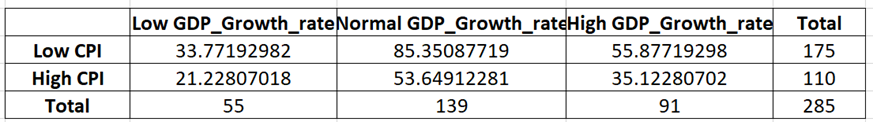 Low GDP_Growth_rate Normal GDP_Growth_rate High GDP_Growth_rate Total
Low CPI 33.77192982 85.35087719 55.87719298 175
High CPI 21.22807018 53.64912281 35.12280702 110
Total 55 139 91 285